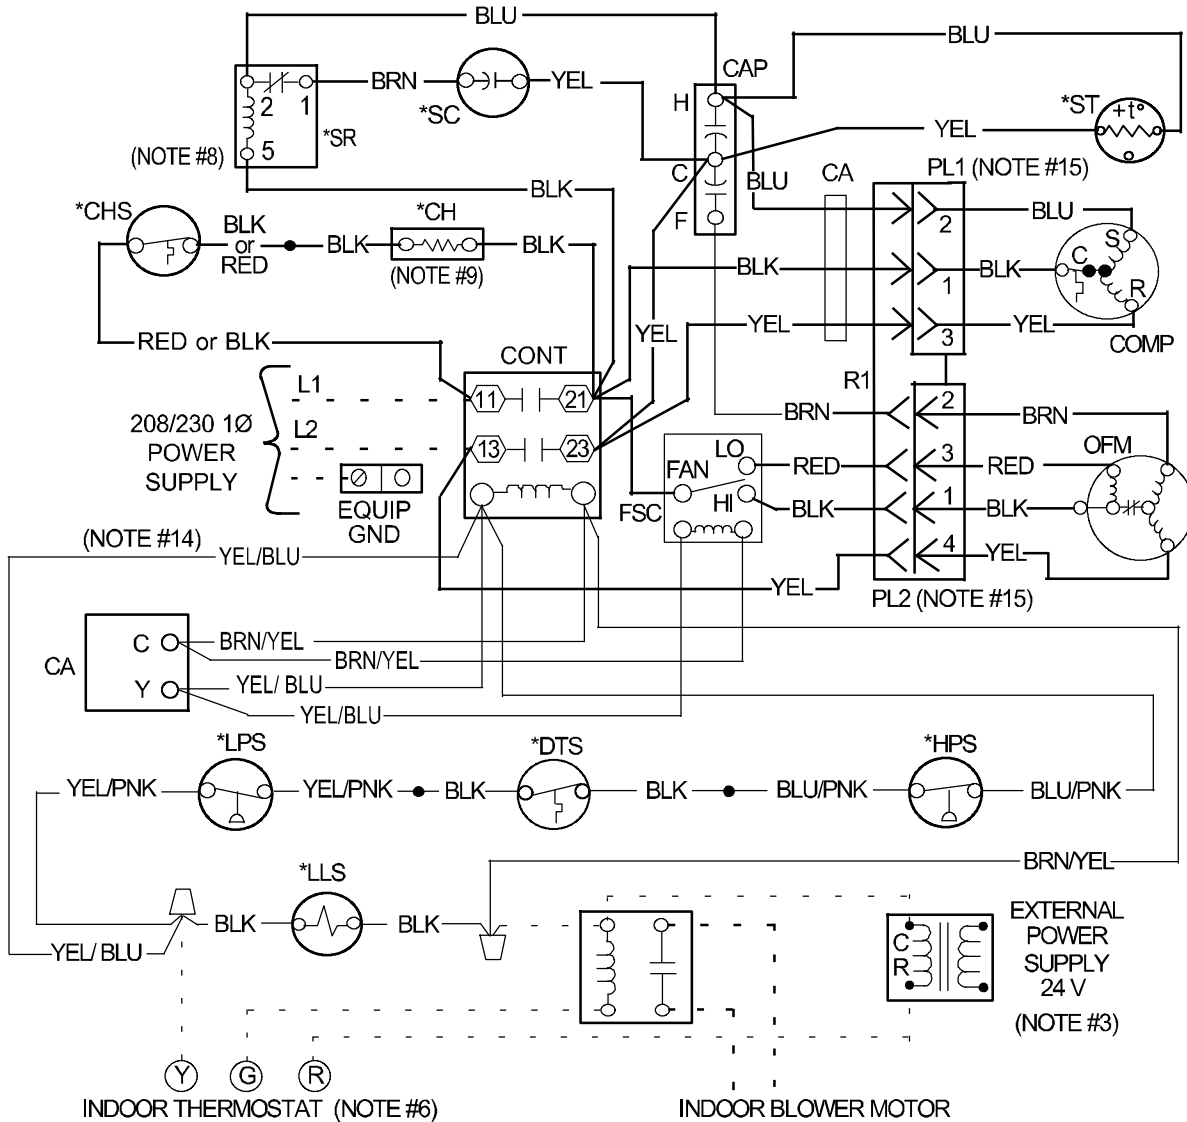 BLU
BLU
CAP
BRN
YEL
*SC
H
*ST
+t°
2 1
*SR
YEL
(NOTE #8)
5
C
BLU
CA
PL1 (NOTE #15)
BLK
*CHS
*CH
F
2
BLU
BLK
or
RED
BLK
BLK
S
(NOTE #9)
BLK
1
BLK
C
R
RED or BLK
YEL
YEL
3
YEL
COMP
CONT
L1
11
21
R1
208/230 1Ø
POWER
SUPPLY
L2
13
23
BRN
2
BRN
LO
FAN
RED
3
RED
OFM
HI
FSC
BLK
1
BLK
EQUIP
GND
(NOTE #14)
YEL/BLU
4
YEL
YEL
PL2 (NOTE #15)
CA
C
BRN/YEL
BRN/YEL
Y
YEL/ BLU
YEL/BLU
*LPS
*DTS
*HPS
YEL/PNK
YEL/PNK
BLK
BLK
BLU/PNK
BLU/PNK
BRN/YEL
*LLS
BLK
BLK
YEL/ BLU
C
R
EXTERNAL
POWER
SUPPLY
24 V
(NOTE #3)
Y
G
R
INDOOR THERMOSTAT (NOTE #6)
INDOOR BLOWER MOTOR